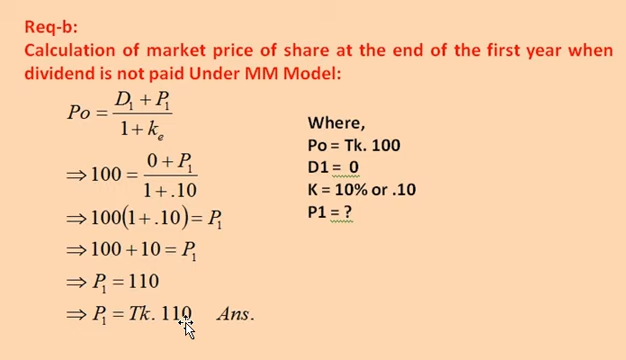 Req-b:
Calculation of market price of share at the end of the first year when
dividend is not paid Under MM Model:
Po = (D₁ + P₁) / (1 + kₑ)
⇒ 100 = (0 + P₁) / (1 + .10)
⇒ 100(1 + .10) = P₁
⇒ 100 + 10 = P₁
⇒ P₁ = 110
⇒ P₁ = Tk. 110 Ans.
Where,
Po = Tk. 100
D1 = 0
K = 10% or .10
P1 = ?